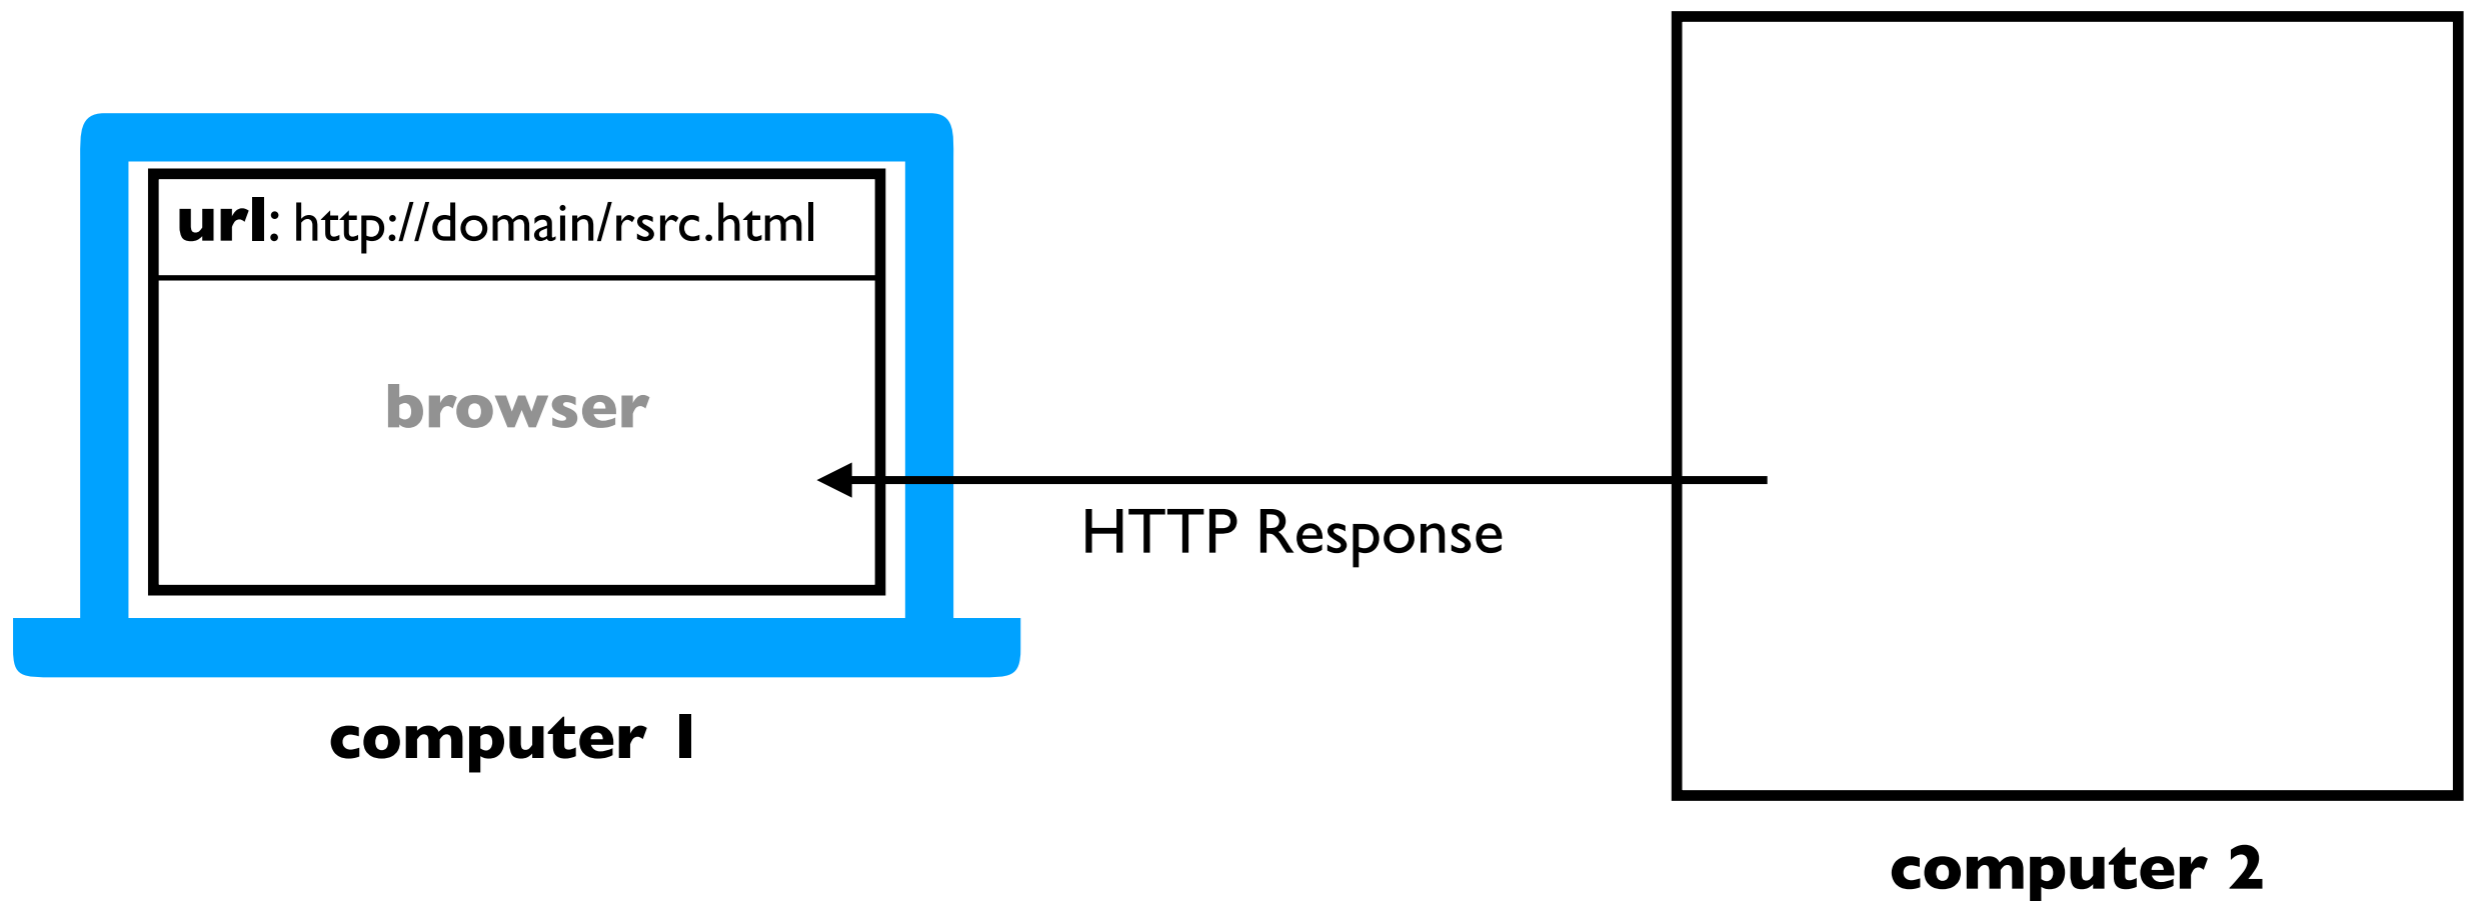 url: http://domain/rsrc.html
browser
HTTP Response
computer 1
computer 2